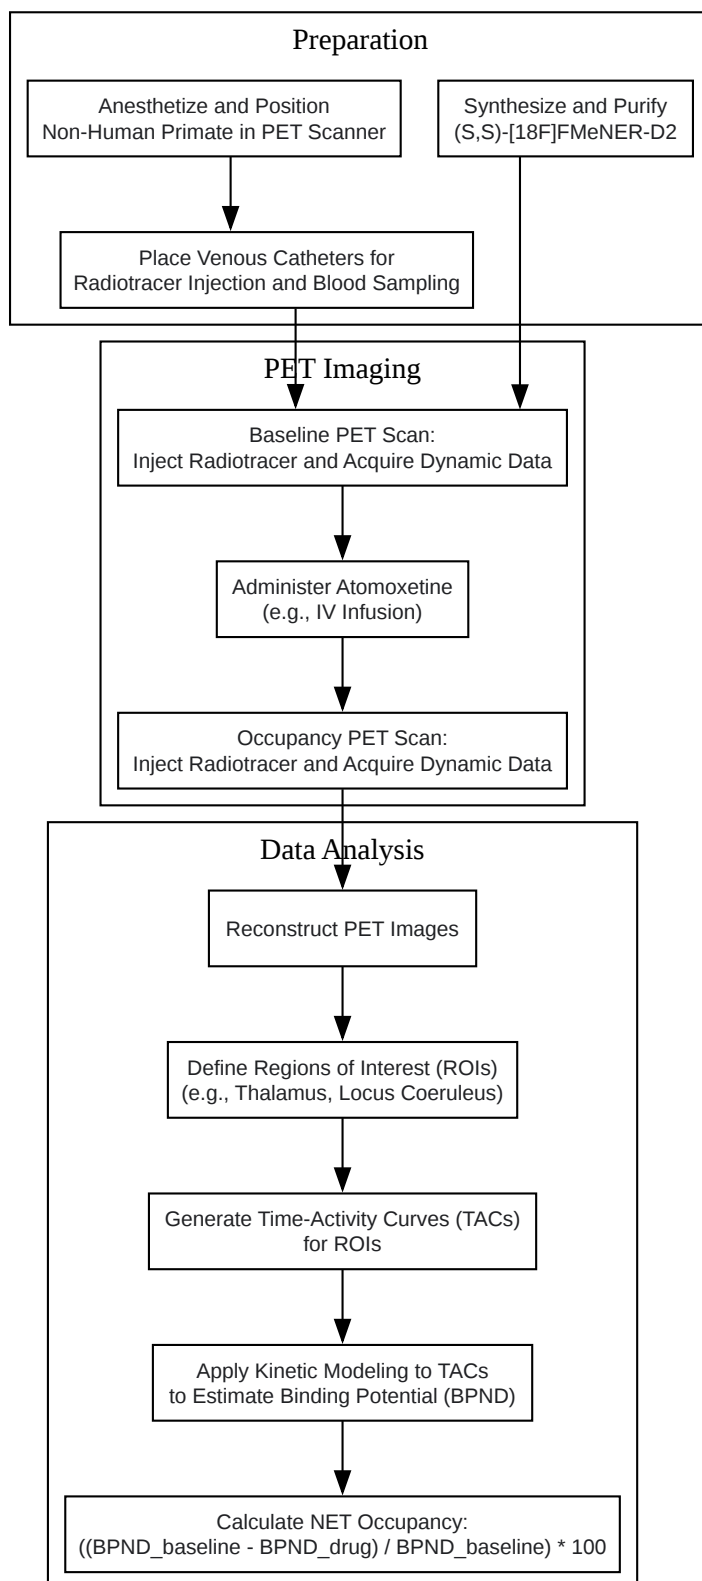 Preparation
Anesthetize and Position
Non-Human Primate in PET Scanner
Synthesize and Purify
(S,S)-[18F]FMeNER-D2
Place Venous Catheters for
Radiotracer Injection and Blood Sampling
PET Imaging
Baseline PET Scan:
Inject Radiotracer and Acquire Dynamic Data
Administer Atomoxetine
(e.g., IV Infusion)
Occupancy PET Scan:
Inject Radiotracer and Acquire Dynamic Data
Data Analysis
Reconstruct PET Images
Define Regions of Interest (ROIs)
(e.g., Thalamus, Locus Coeruleus)
Generate Time-Activity Curves (TACs)
for ROIs
Apply Kinetic Modeling to TACs
to Estimate Binding Potential (BPND)
Calculate NET Occupancy:
((BPND_baseline - BPND_drug) / BPND_baseline) * 100